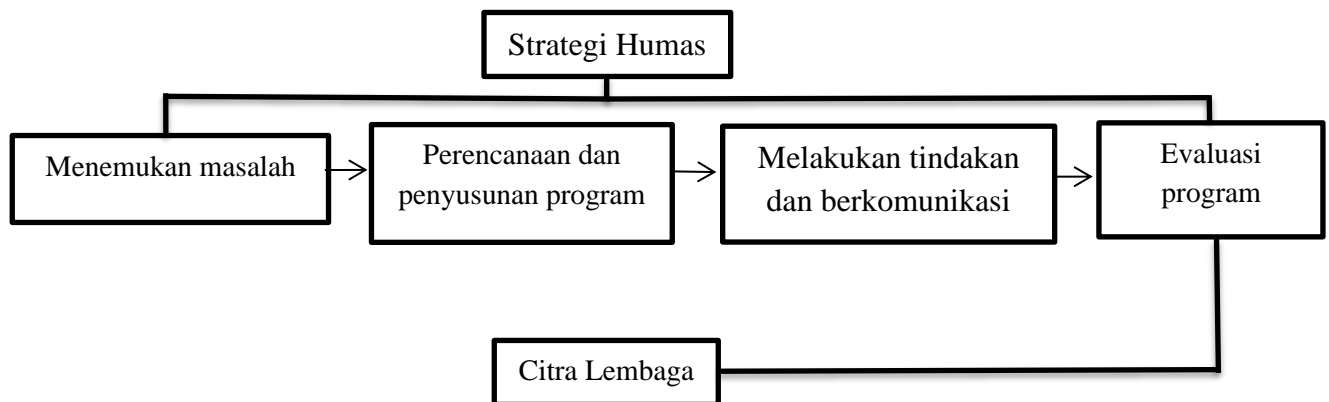 Strategi Humas
Menemukan masalah
Perencanaan dan
penyusunan program
Melakukan tindakan
dan berkomunikasi
Evaluasi
program
Citra Lembaga